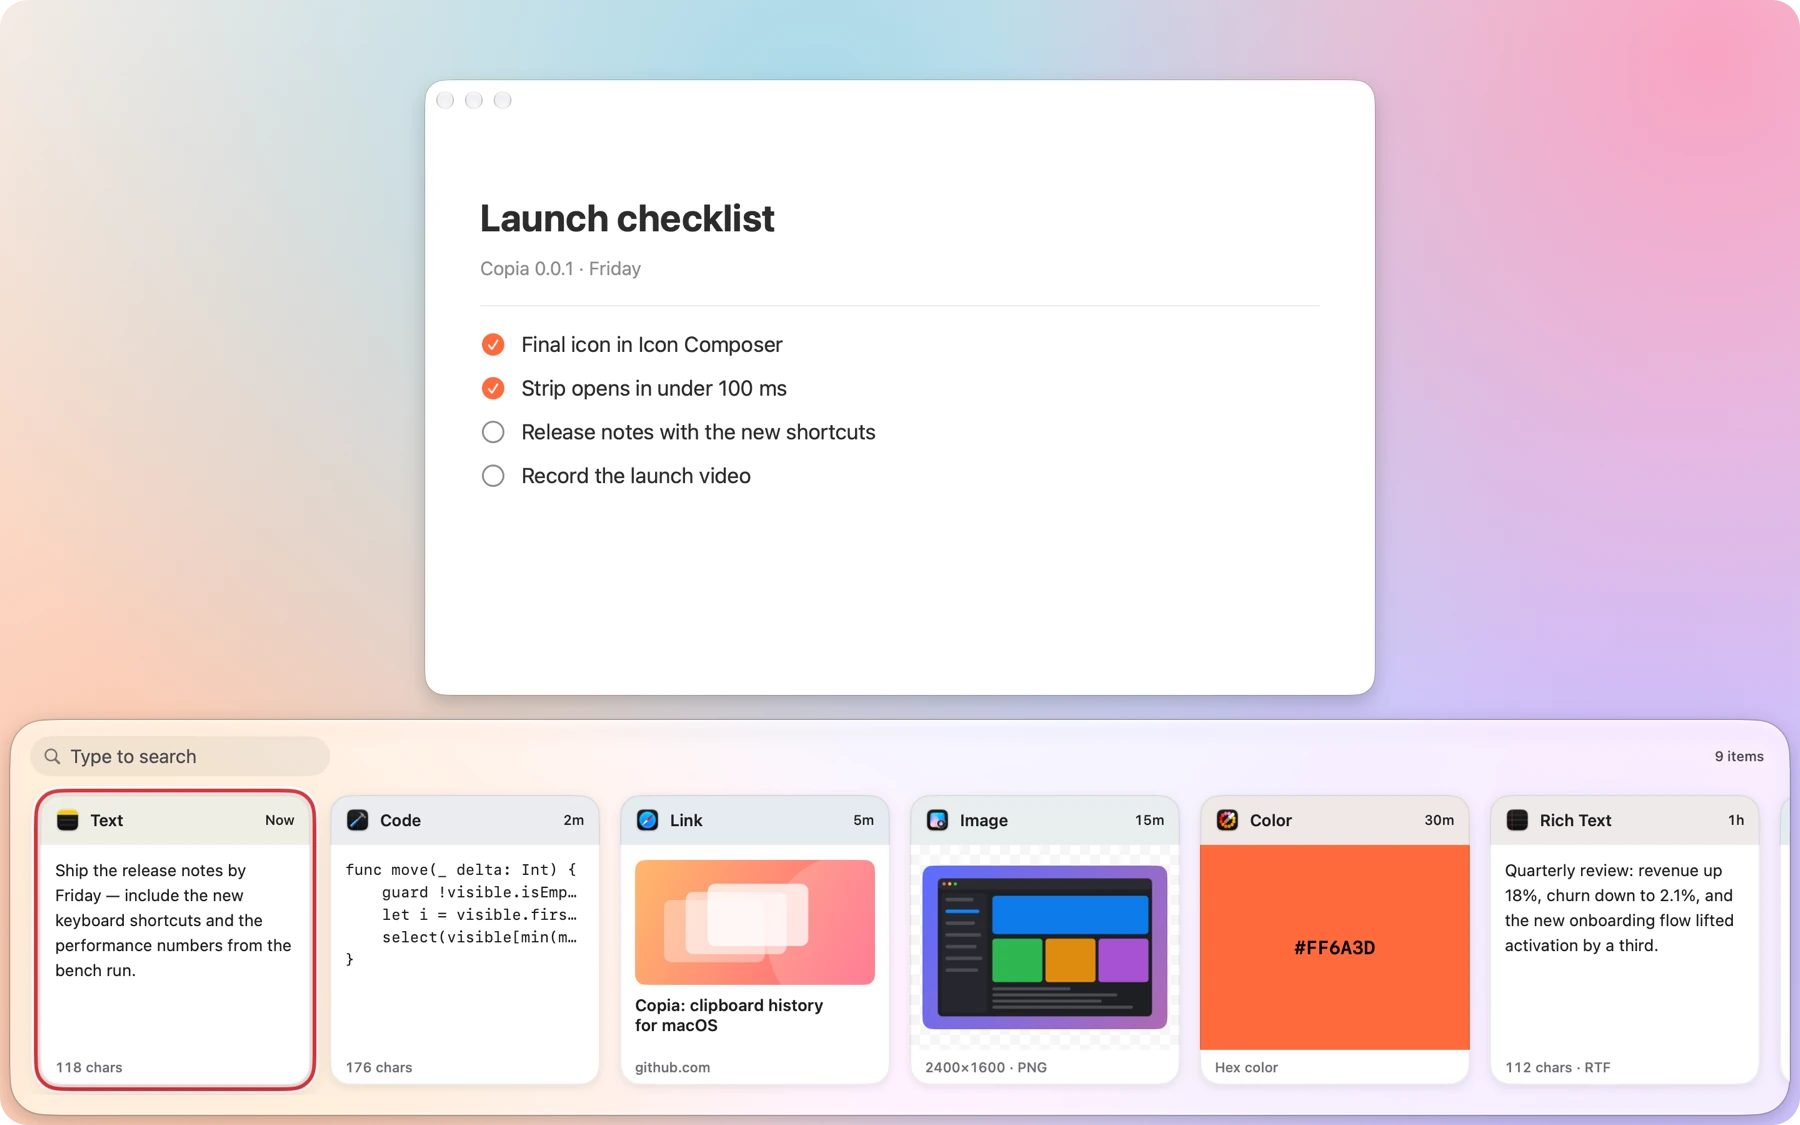 Launch checklist
Copia 0.0.1 · Friday
Final icon in Icon Composer
Strip opens in under 100 ms
Release notes with the new shortcuts
Record the launch video
Type to search
9 items
Text
Now
Ship the release notes by
Friday — include the new
keyboard shortcuts and the
performance numbers from the
bench run.
118 chars
Code
2m
func move(_ delta: Int) {
guard !visible.isEmp…
let i = visible.firs…
select(visible[min(m…
}
176 chars
Link
5m
Copia: clipboard history
for macOS
github.com
Image
15m
2400×1600 · PNG
Color
30m
#FF6A3D
Hex color
Rich Text
1h
Quarterly review: revenue up
18%, churn down to 2.1%, and
the new onboarding flow lifted
activation by a third.
112 chars · RTF